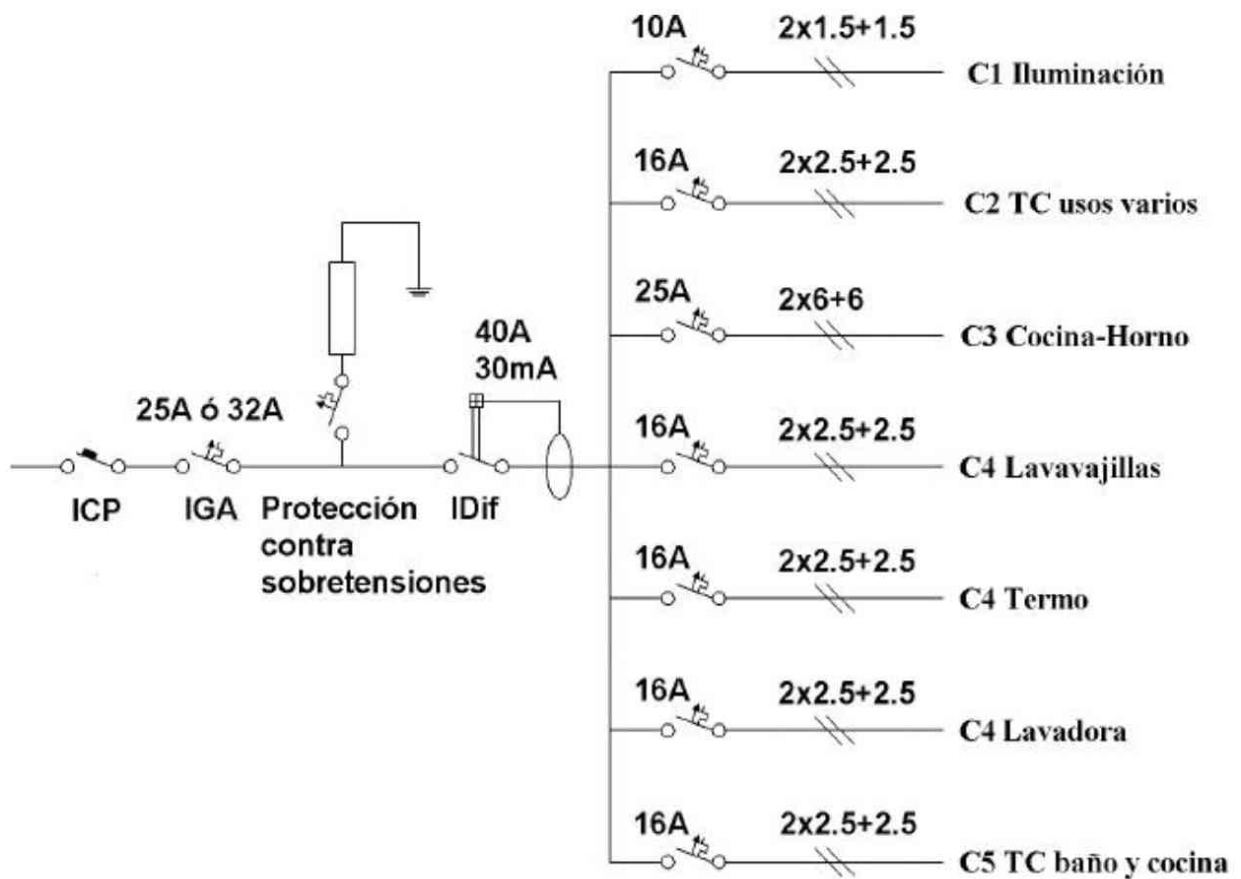 10A 2x1.5+1.5
C1 Iluminación
16A 2x2.5+2.5
C2 TC usos varios
25A 2x6+6
C3 Cocina-Horno
40A
30mA
25A ó 32A
16A 2x2.5+2.5
C4 Lavavajillas
ICP IGA Protección IDif
contra
sobretensiones
16A 2x2.5+2.5
C4 Termo
16A 2x2.5+2.5
C4 Lavadora
16A 2x2.5+2.5
C5 TC baño y cocina